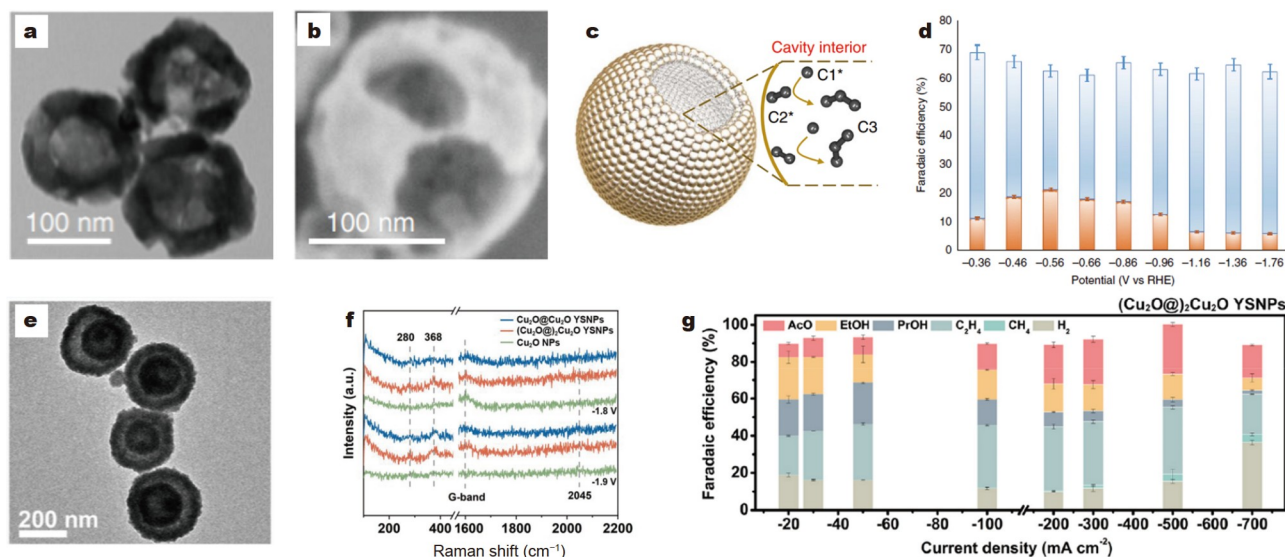 a
100 nm
b
100 nm
c
Cavity interior
C1*
C2*
C3
d
Faradaic efficiency (%)
80
70
60
50
40
30
20
10
0
−0.36 −0.46 −0.56 −0.66 −0.86 −0.96 −1.16 −1.36 −1.76
Potential (V vs RHE)
e
200 nm
f
Intensity (a.u.)
Cu₂O@Cu₂O YSNPs
(Cu₂O@)₂Cu₂O YSNPs
Cu₂O NPs
280 368
-1.8 V
-1.9 V
G-band 2045
200 400 1600 1800 2000 2200
Raman shift (cm⁻¹)
g
(Cu₂O@)₂Cu₂O YSNPs
AcO EtOH PrOH C₂H₄ CH₄ H₂
Faradaic efficiency (%)
100
80
60
40
20
0
-20 -40 -60 -80 -100 -200 -300 -400 -500 -600 -700
Current density (mA cm⁻²)